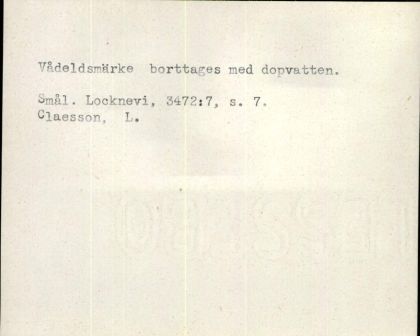 Vådeldsmärke borttages med dopvatten.
Smål. Locknevi, 3472:7, s. 7.
Claesson, L.